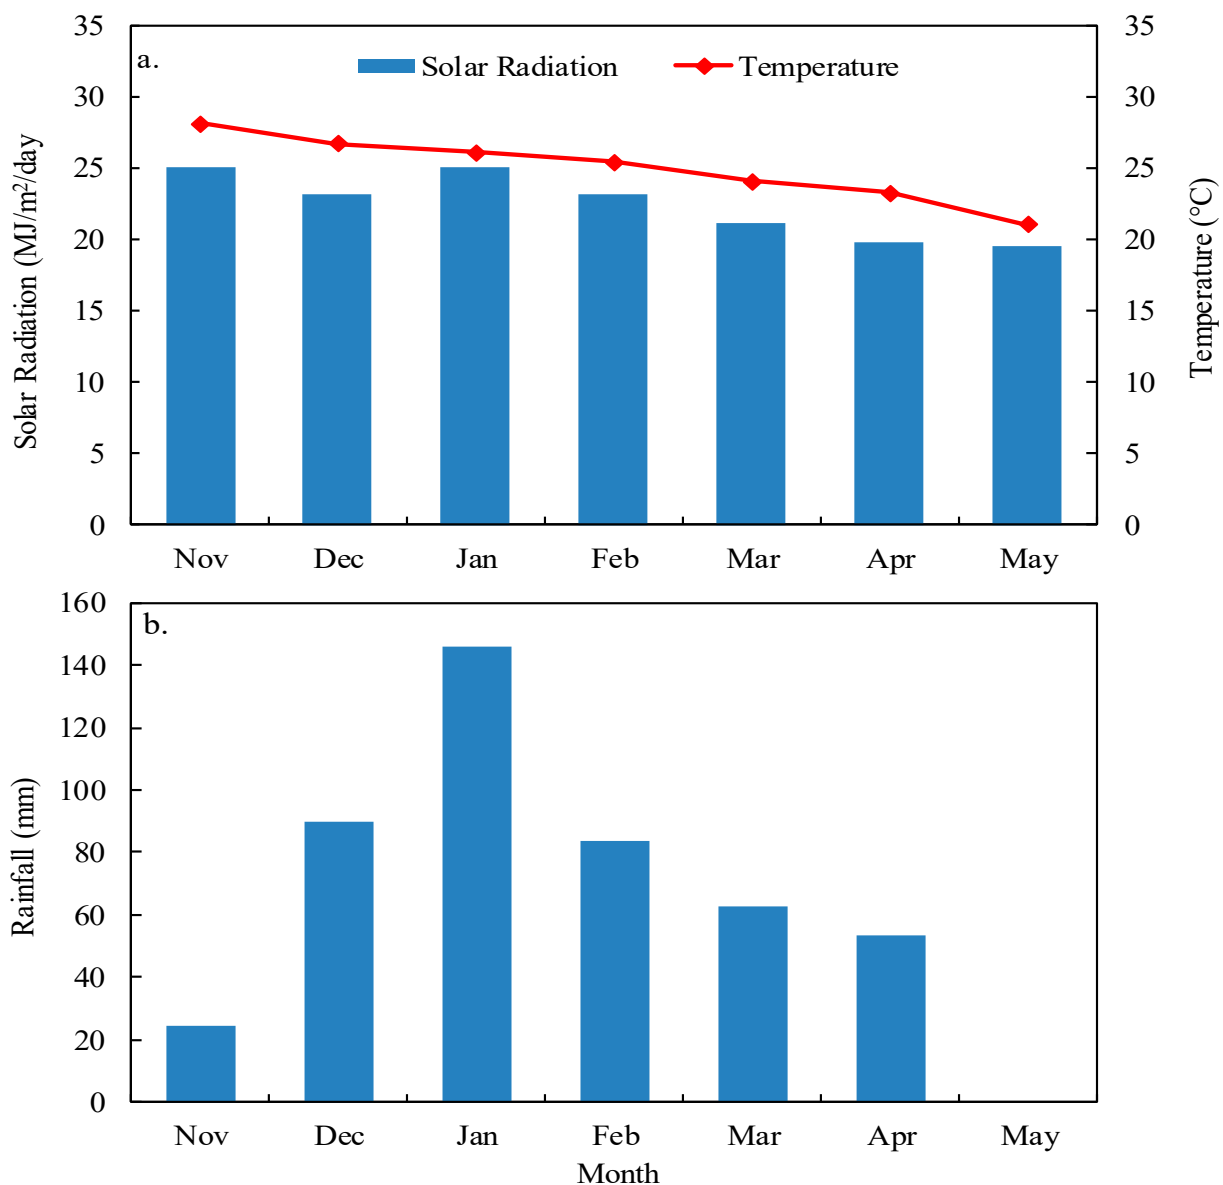 a.
Solar Radiation Temperature
35 35
30 30
25 25
20 20
15 15
10 10
5 5
0 0
Solar Radiation (MJ/m²/day
Temperature (°C)
Nov Dec Jan Feb Mar Apr May
b.
160
140
120
100
80
60
40
20
0
Rainfall (mm)
Nov Dec Jan Feb Mar Apr May
Month